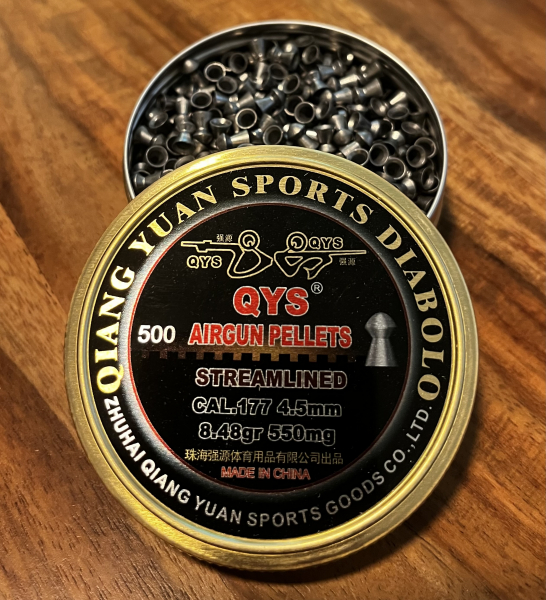 QIANG YUAN SPORTS DIABOLO
强源 QYS
QYS 强源
QYS®
500 AIRGUN PELLETS
STREAMLINED
CAL.177 4.5mm
8.48gr 550mg
珠海强源体育用品有限公司出品
MADE IN CHINA
ZHUHAI QIANG YUAN SPORTS GOODS CO.,LTD.